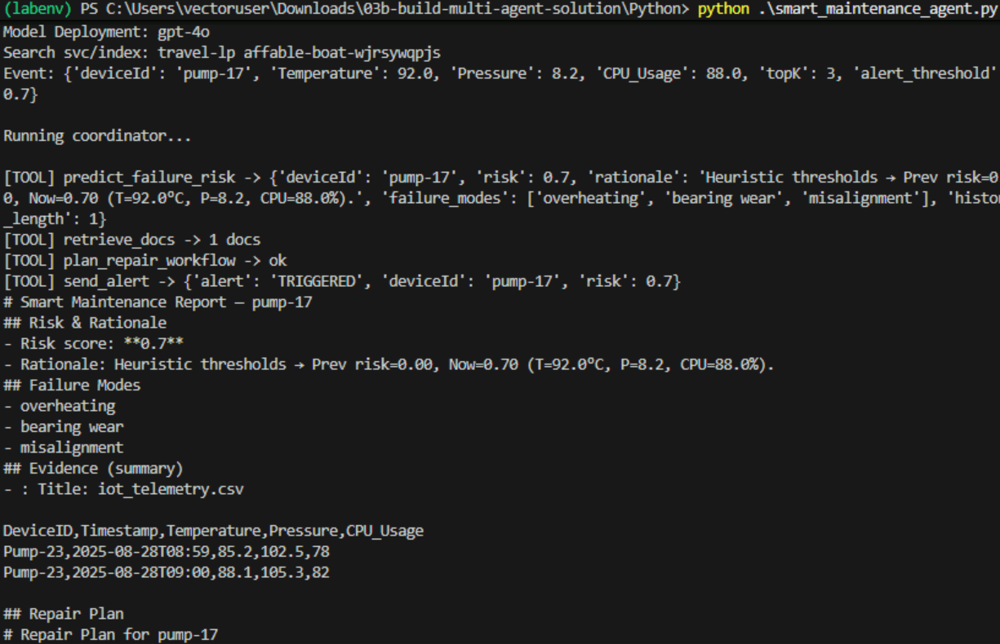 (labenv) PS C:\Users\vectoruser\Downloads\03b-build-multi-agent-solution\Python> python .\smart_maintenance_agent.py
Model Deployment: gpt-4o
Search svc/index: travel-lp affable-boat-wjrsywqpjs
Event: {'deviceId': 'pump-17', 'Temperature': 92.0, 'Pressure': 8.2, 'CPU_Usage': 88.0, 'topK': 3, 'alert_threshold'
0.7}
Running coordinator...
[TOOL] predict_failure_risk -> {'deviceId': 'pump-17', 'risk': 0.7, 'rationale': 'Heuristic thresholds → Prev risk=0
0, Now=0.70 (T=92.0°C, P=8.2, CPU=88.0%).', 'failure_modes': ['overheating', 'bearing wear', 'misalignment'], 'histo
_length': 1}
[TOOL] retrieve_docs -> 1 docs
[TOOL] plan_repair_workflow -> ok
[TOOL] send_alert -> {'alert': 'TRIGGERED', 'deviceId': 'pump-17', 'risk': 0.7}
# Smart Maintenance Report — pump-17
## Risk & Rationale
- Risk score: **0.7**
- Rationale: Heuristic thresholds → Prev risk=0.00, Now=0.70 (T=92.0°C, P=8.2, CPU=88.0%).
## Failure Modes
- overheating
- bearing wear
- misalignment
## Evidence (summary)
- : Title: iot_telemetry.csv
DeviceID,Timestamp,Temperature,Pressure,CPU_Usage
Pump-23,2025-08-28T08:59,85.2,102.5,78
Pump-23,2025-08-28T09:00,88.1,105.3,82
## Repair Plan
# Repair Plan for pump-17